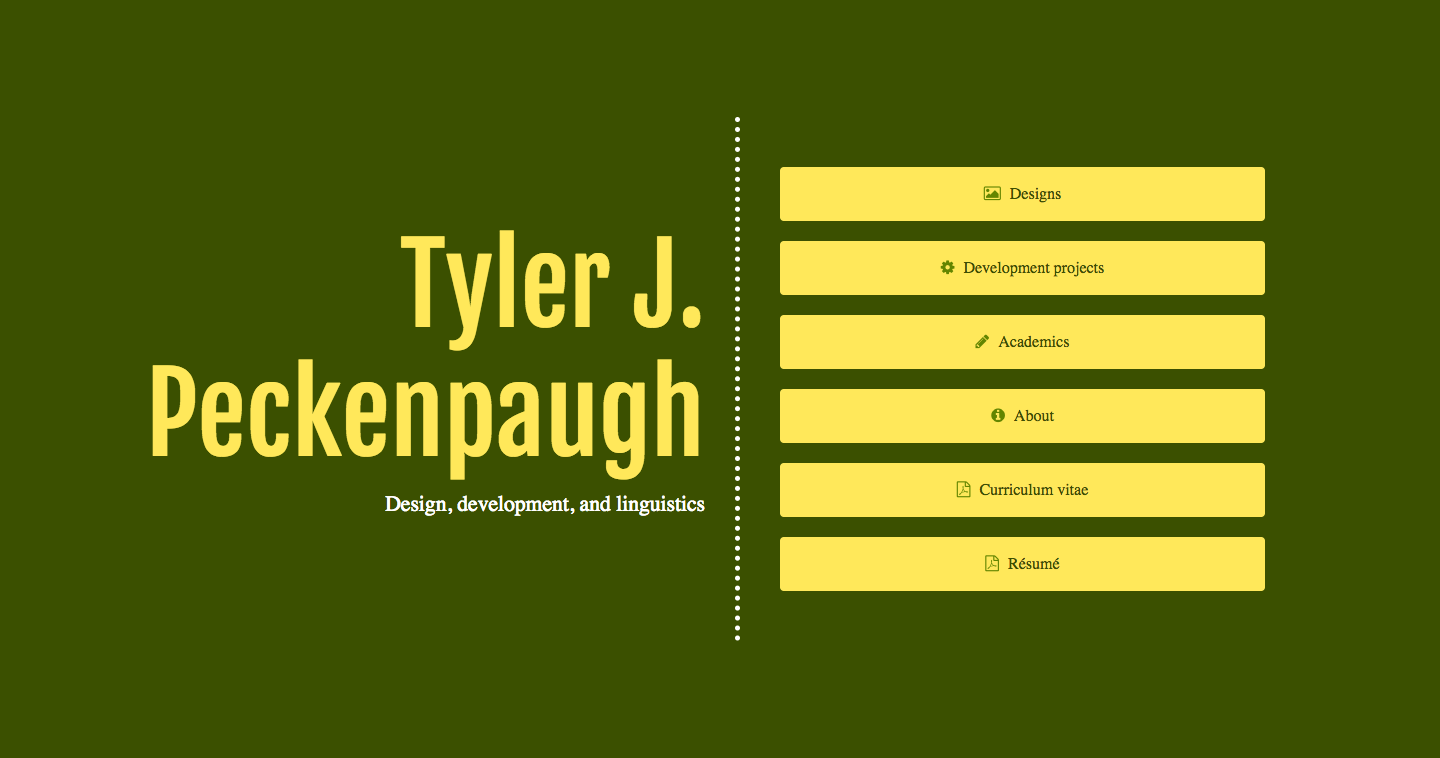 Tyler J.
Peckenpaugh
Design, development, and linguistics
Designs
Development projects
Academics
About
Curriculum vitae
Résumé